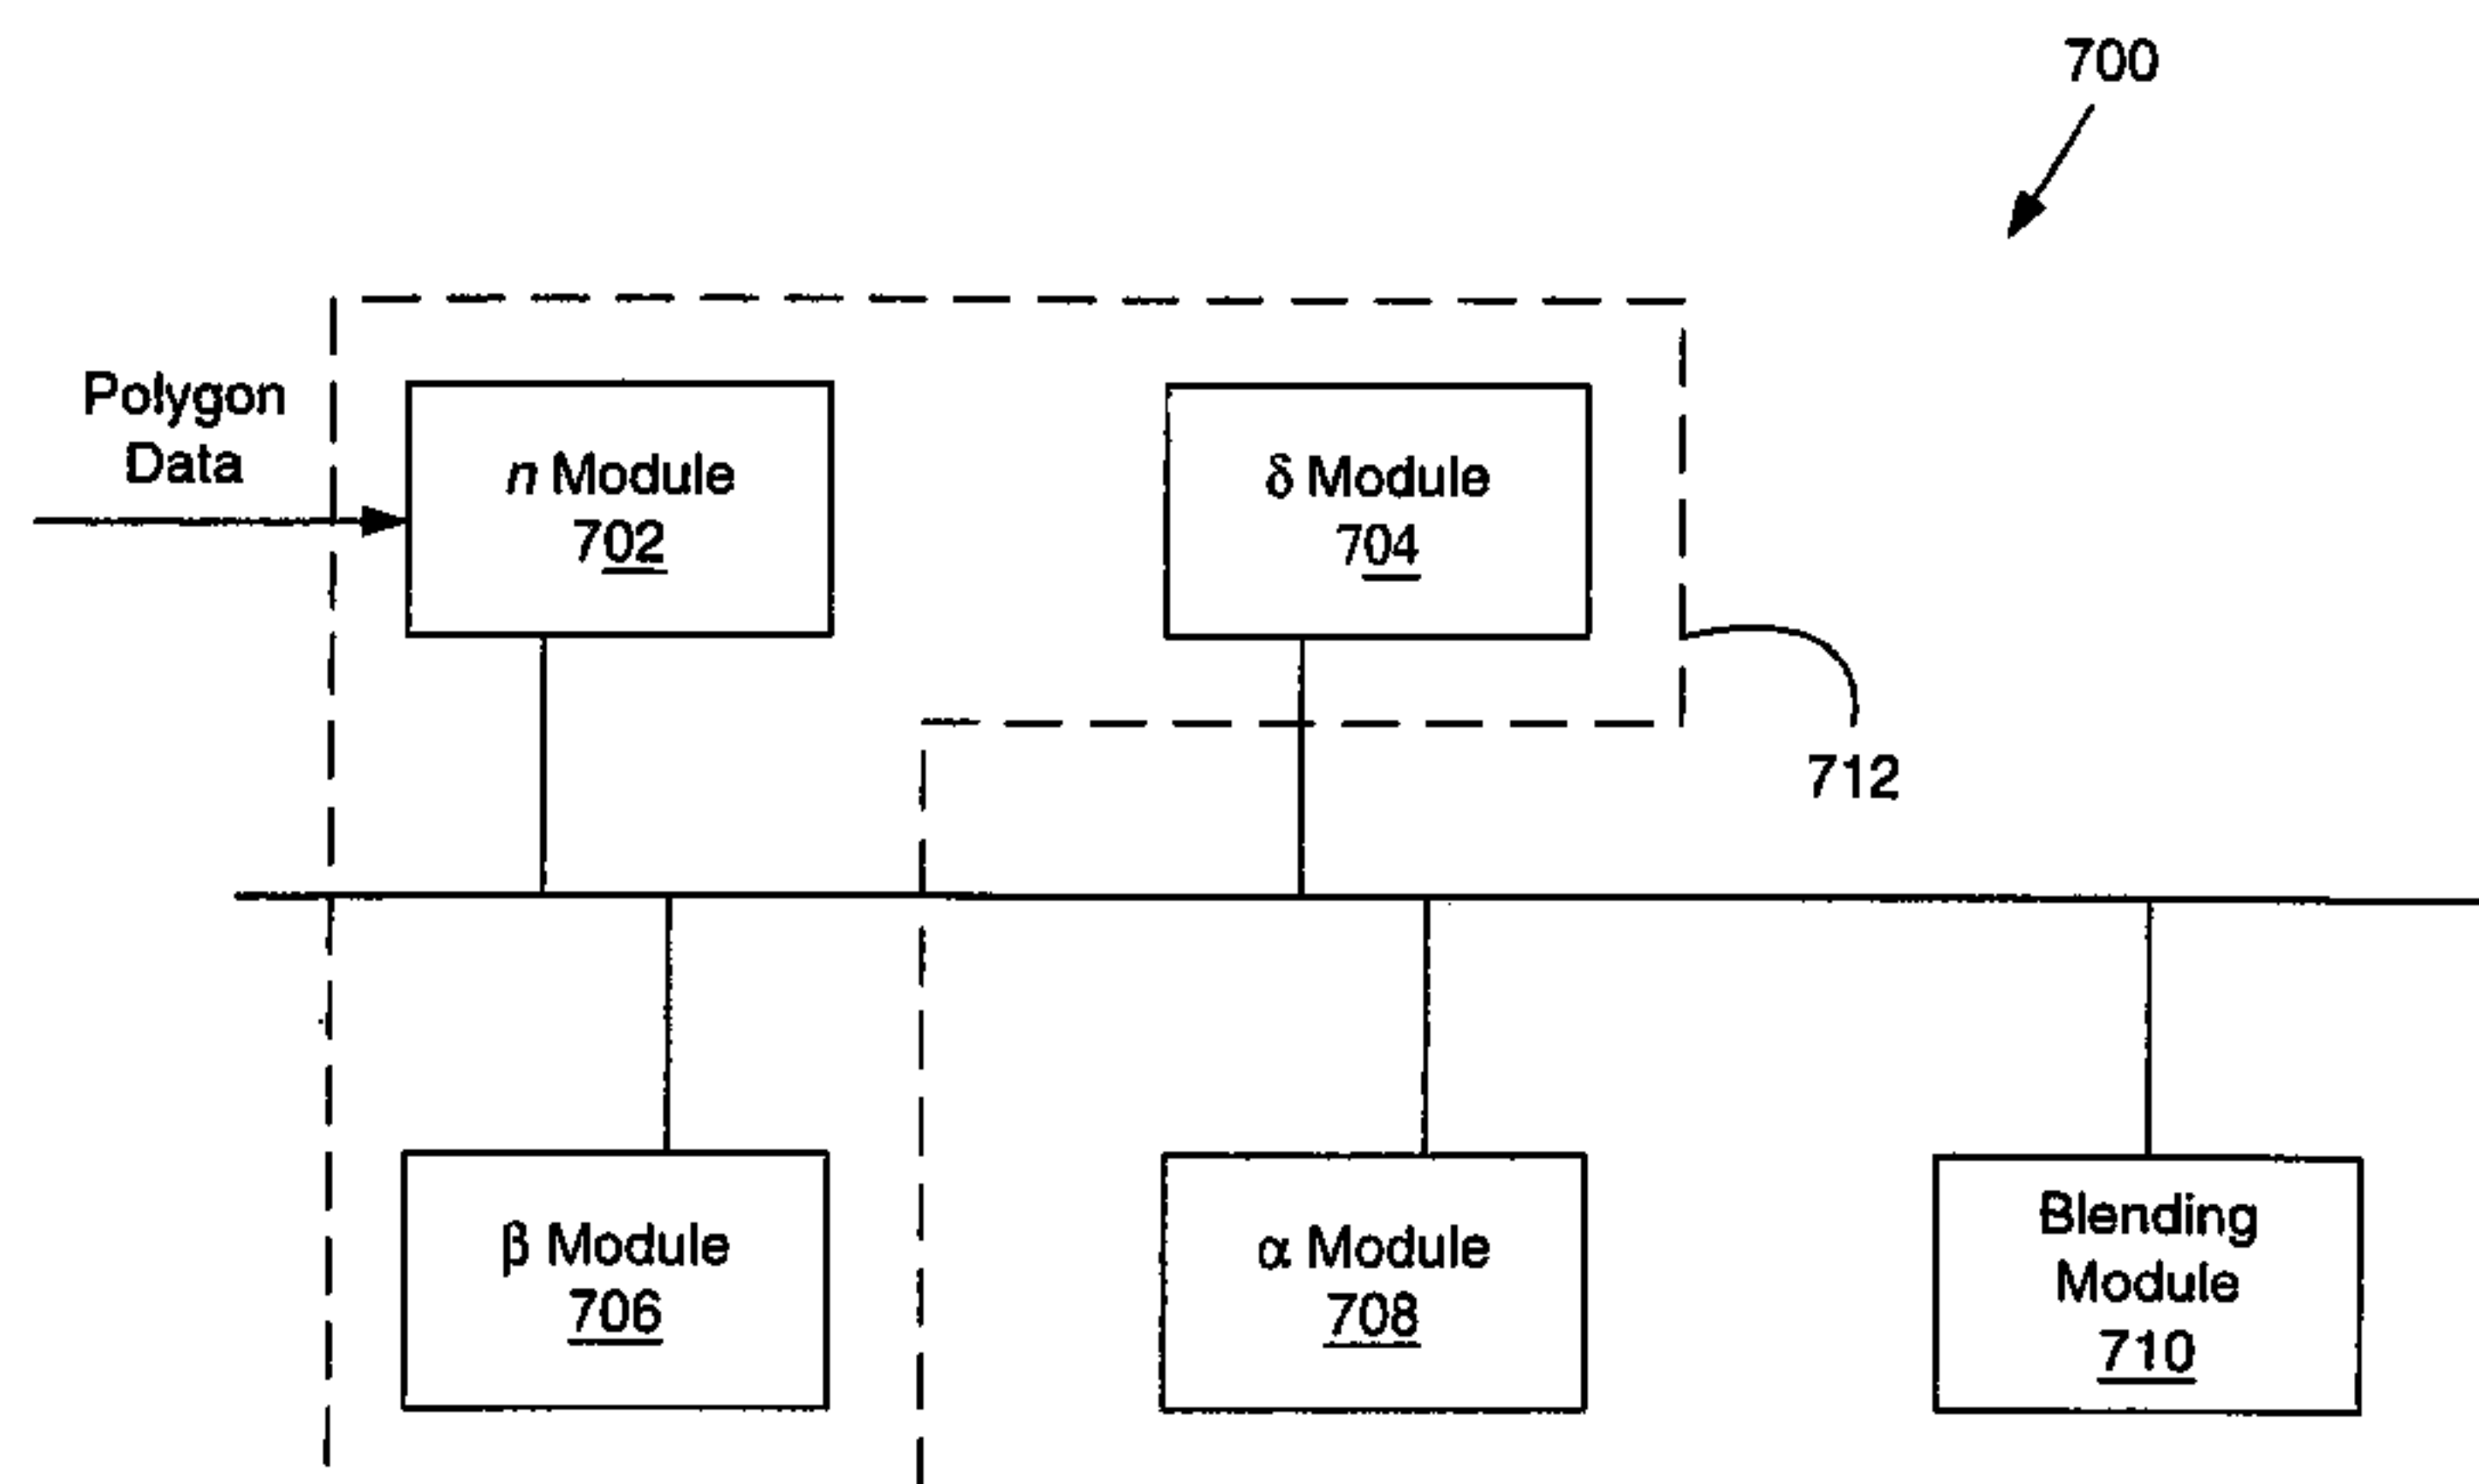 700
Polygon
Data
n Module
702
δ Module
704
712
β Module
706
α Module
708
Blending
Module
710